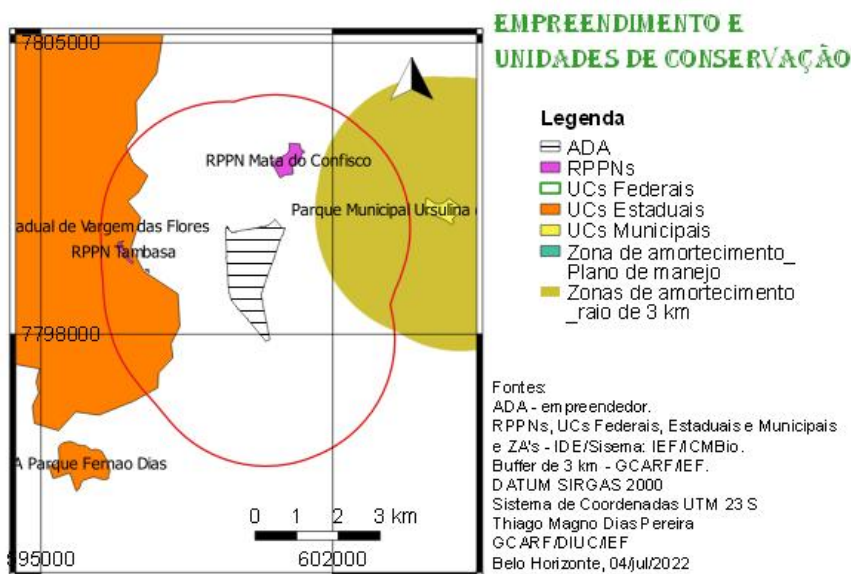 EMPREENDIMENTO E
UNIDADES DE CONSERVAÇÃO
7805000
RPPN Mata do Confisco
Parque Municipal Ursulina
adual de Vargem das Flores
RPPN Tambasa
7798000
A Parque Fernao Dias
0 1 2 3 km
595000
602000
Legenda
ADA
RPPNs
UCs Federais
UCs Estaduais
UCs Municipais
Zona de amortecimento_
Plano de manejo
Zonas de amortecimento
_raio de 3 km
Fontes:
ADA - empreendedor.
RPPNs, UCs Federais, Estaduais e Municipais
e ZA's - IDE/Sisema: IEF/ICMBio.
Buffer de 3 km - GCARF/IEF.
DATUM SIRGAS 2000
Sistema de Coordenadas UTM 23 S
Thiago Magno Dias Pereira
GCARF/DIUC/IEF
Belo Horizonte, 04/jul/2022